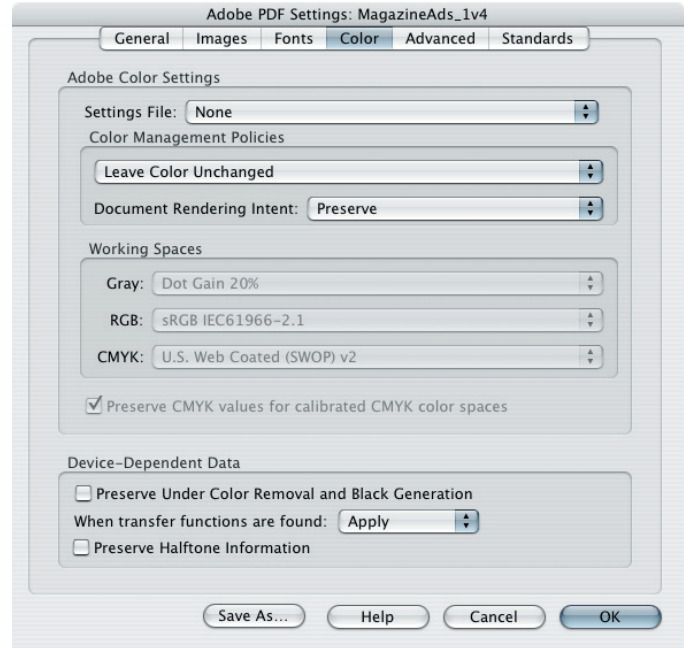 Adobe PDF Settings: MagazineAds_1v4
General Images Fonts Color Advanced Standards
Adobe Color Settings
Settings File: None
Color Management Policies
Leave Color Unchanged
Document Rendering Intent: Preserve
Working Spaces
Gray: Dot Gain 20%
RGB: sRGB IEC61966-2.1
CMYK: U.S. Web Coated (SWOP) v2
Preserve CMYK values for calibrated CMYK color spaces
Device-Dependent Data
Preserve Under Color Removal and Black Generation
When transfer functions are found: Apply
Preserve Halftone Information
Save As... Help Cancel OK